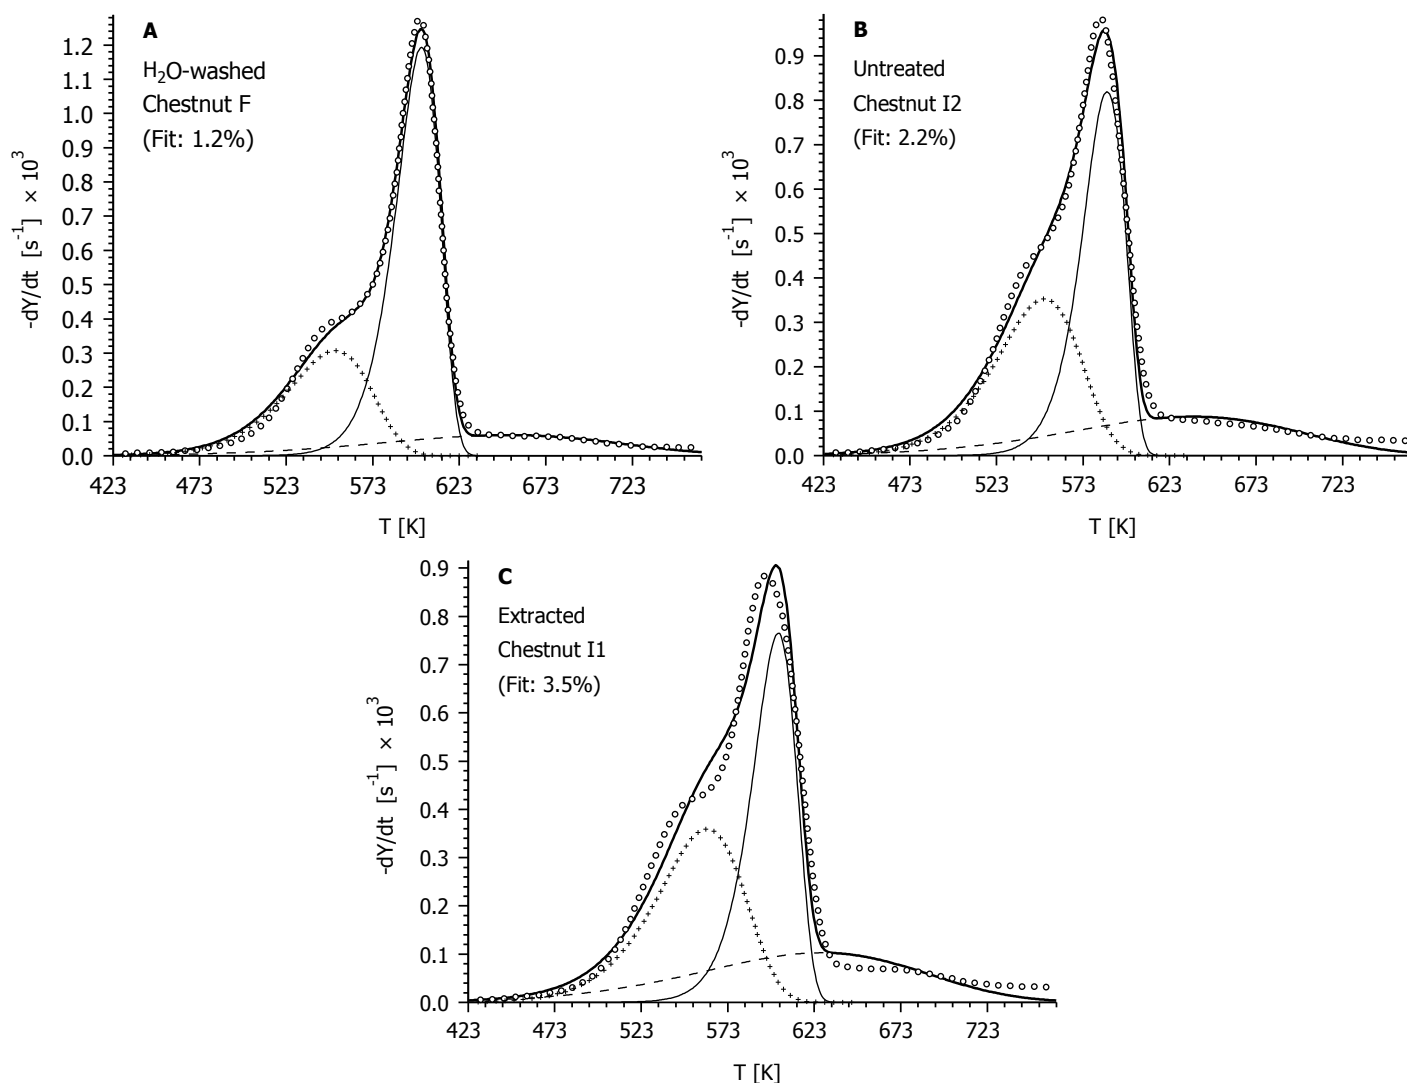 A
H₂O-washed
Chestnut F
(Fit: 1.2%)
1.2
1.1
1.0
0.9
0.8
0.7
0.6
0.5
0.4
0.3
0.2
0.1
0.0
-dY/dt [s⁻¹] × 10³
423 473 523 573 623 673 723
T [K]
B
Untreated
Chestnut I2
(Fit: 2.2%)
0.9
0.8
0.7
0.6
0.5
0.4
0.3
0.2
0.1
0.0
-dY/dt [s⁻¹] × 10³
423 473 523 573 623 673 723
T [K]
C
Extracted
Chestnut I1
(Fit: 3.5%)
0.9
0.8
0.7
0.6
0.5
0.4
0.3
0.2
0.1
0.0
-dY/dt [s⁻¹] × 10³
423 473 523 573 623 673 723
T [K]